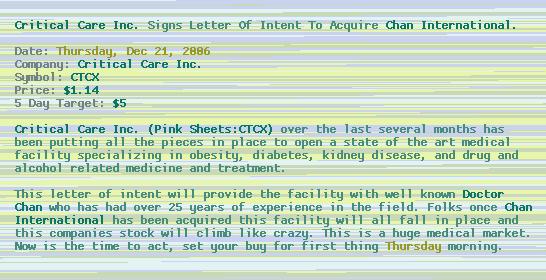 Critical Care Inc. Signs Letter Of Intent To Acquire Chan International.
Date: Thursday, Dec 21, 2006
Company: Critical Care Inc.
Symbol: CTCX
Price: $1.14
5 Day Target: $5
Critical Care Inc. (Pink Sheets:CTCX) over the last several months has
been putting all the pieces in place to open a state of the art medical
facility specializing in obesity, diabetes, kidney disease, and drug and
alcohol related medicine and treatment.
This letter of intent will provide the facility with well known Doctor
Chan who has had over 25 years of experience in the field. Folks once Chan
International has been acquired this facility will all fall in place and
this companies stock will climb like crazy. This is a huge medical market.
Now is the time to act, set your buy for first thing Thursday morning.